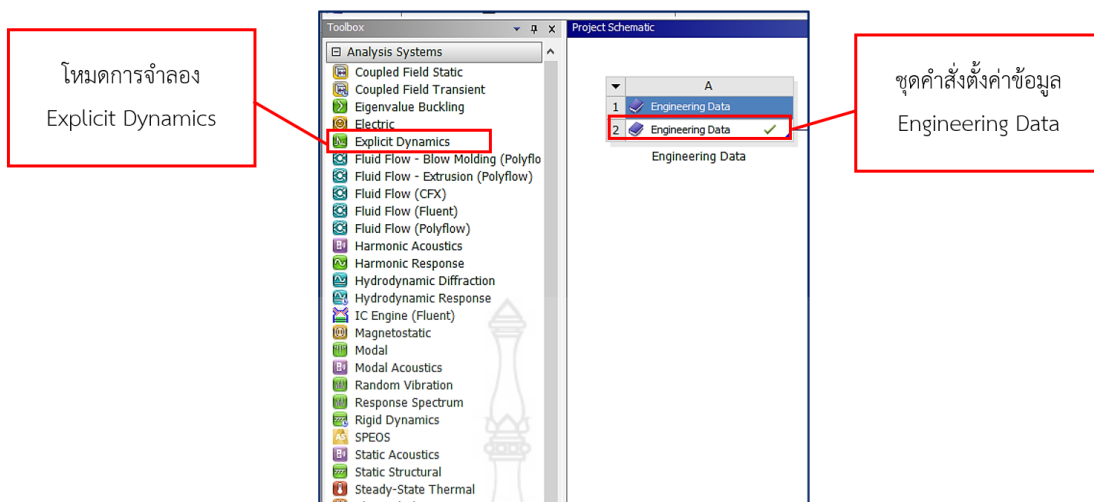 โหมดการจำลอง
Explicit Dynamics
Toolbox
Analysis Systems
Coupled Field Static
Coupled Field Transient
Eigenvalue Buckling
Electric
Explicit Dynamics
Fluid Flow - Blow Molding (Polyflo
Fluid Flow - Extrusion (Polyflow)
Fluid Flow (CFX)
Fluid Flow (Fluent)
Fluid Flow (Polyflow)
Harmonic Acoustics
Harmonic Response
Hydrodynamic Diffraction
Hydrodynamic Response
IC Engine (Fluent)
Magnetostatic
Modal
Modal Acoustics
Random Vibration
Response Spectrum
Rigid Dynamics
SPEOS
Static Acoustics
Static Structural
Steady-State Thermal
Project Schematic
A
1 Engineering Data
2 Engineering Data
Engineering Data
ชุดคำสั่งตั้งค่าข้อมูล
Engineering Data